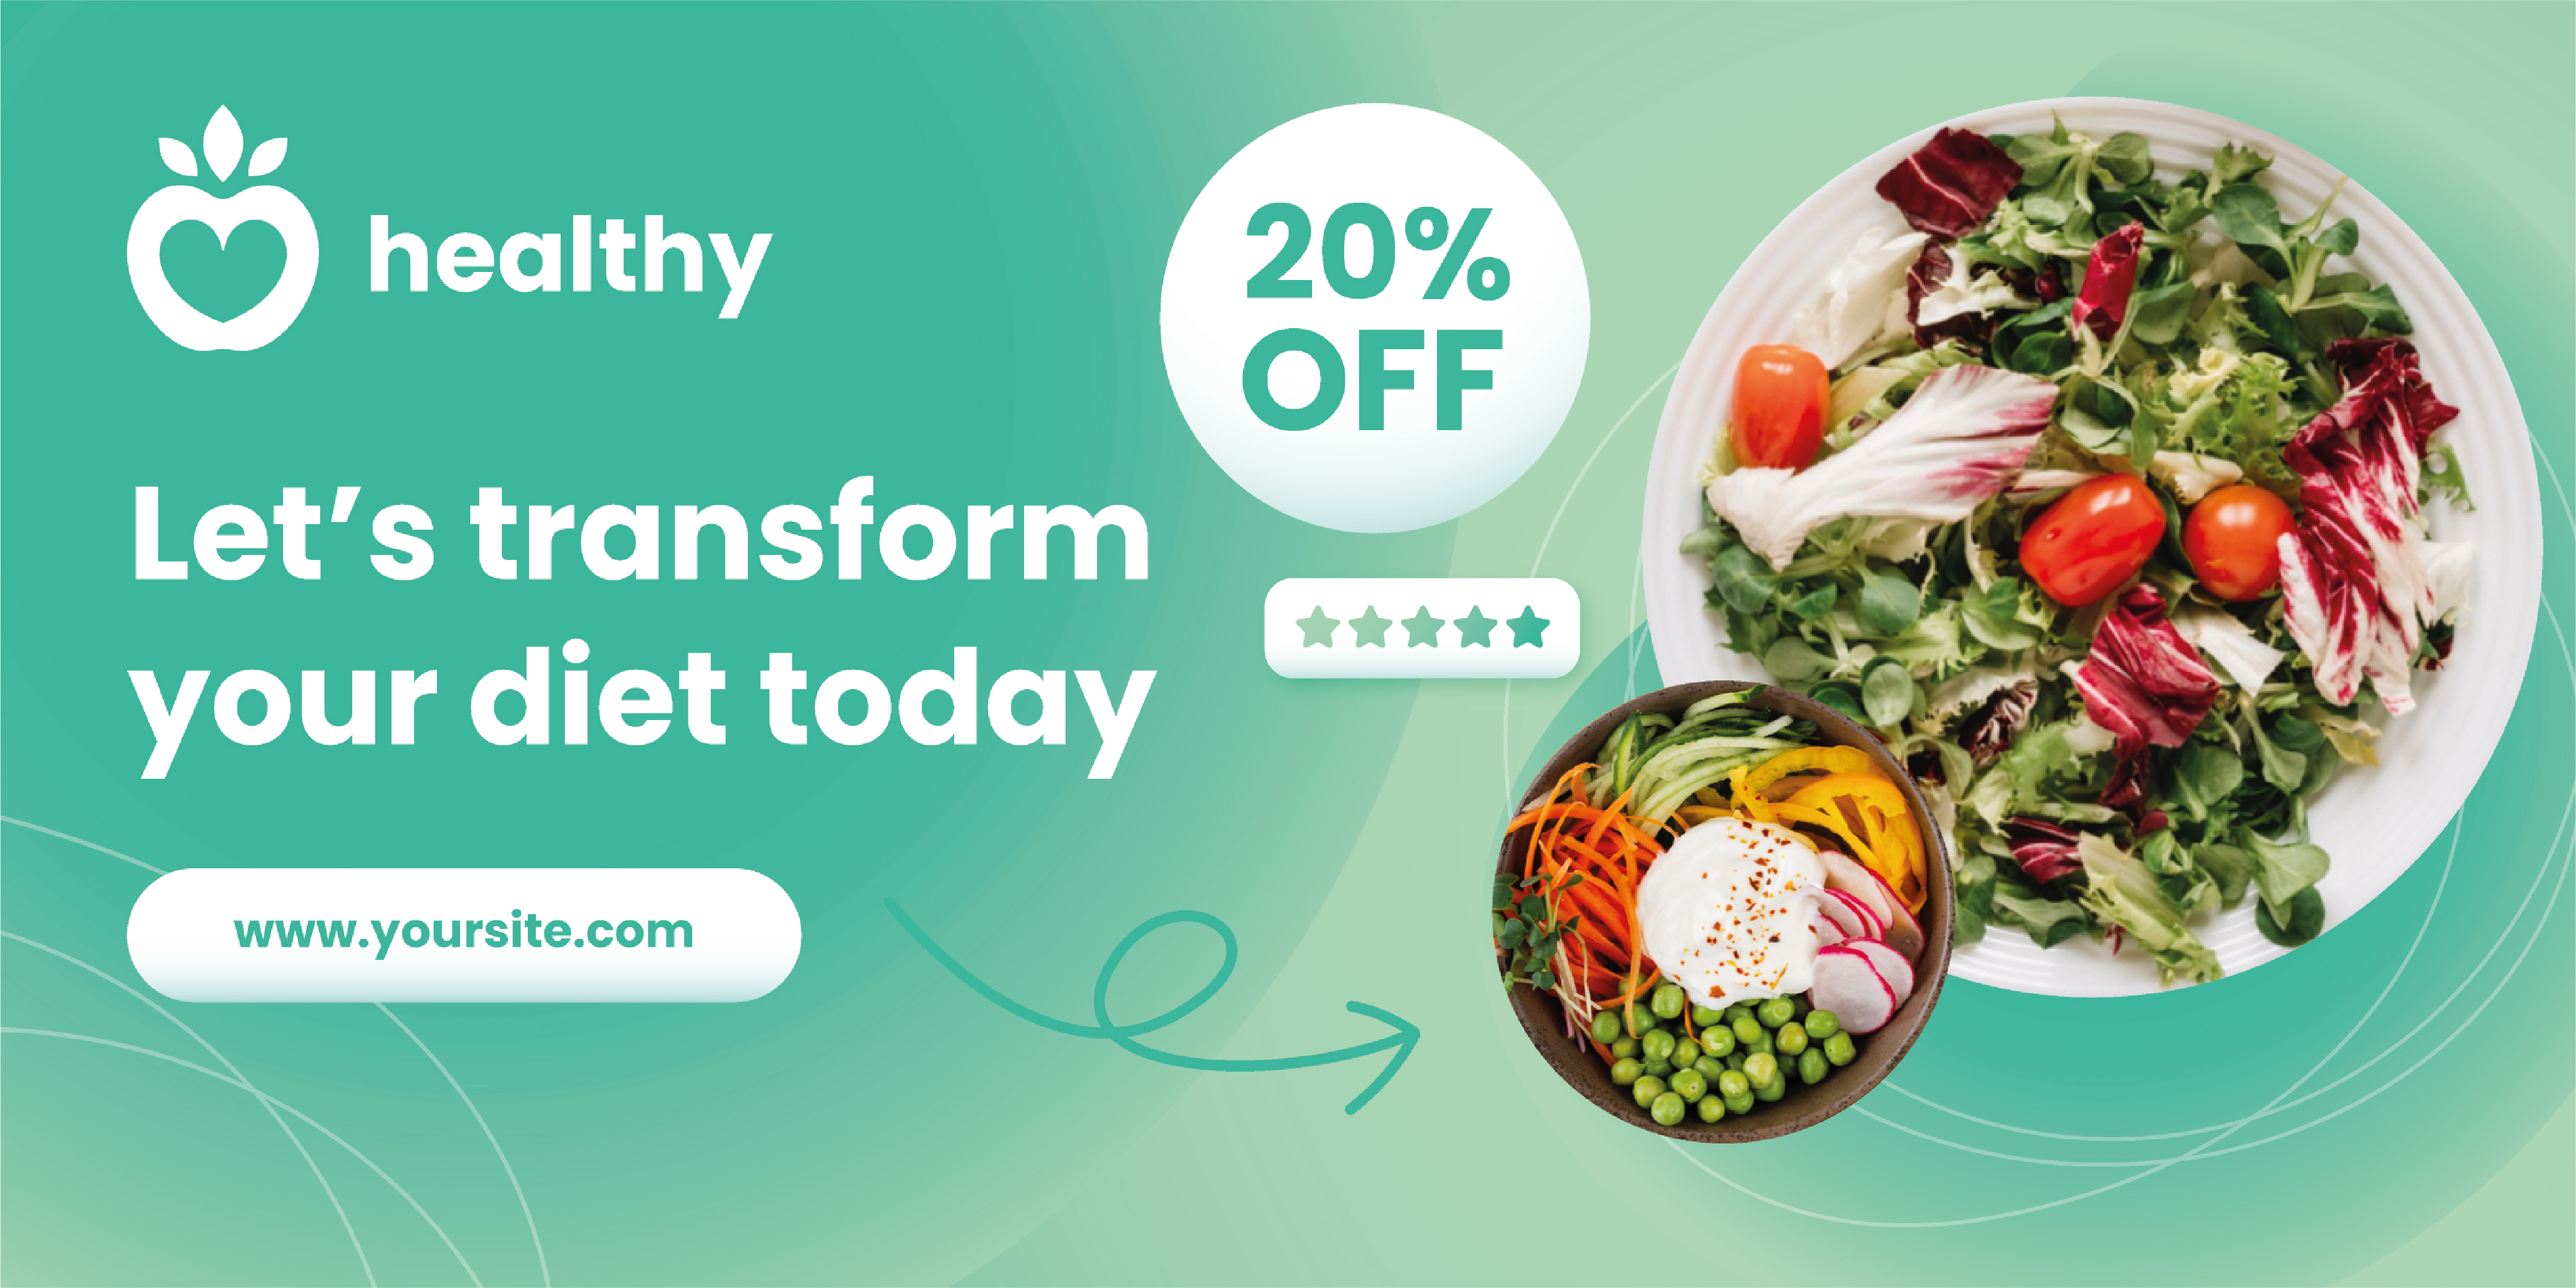 healthy
20%
OFF
Let’s transform
your diet today
www.yoursite.com